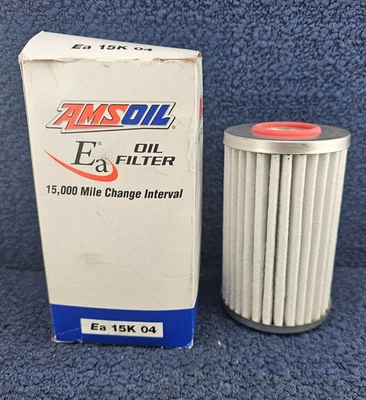 Ea 15K 04
AMSOIL®
Ea® OIL
FILTER
15,000 Mile Change Interval
Ea 15K 04